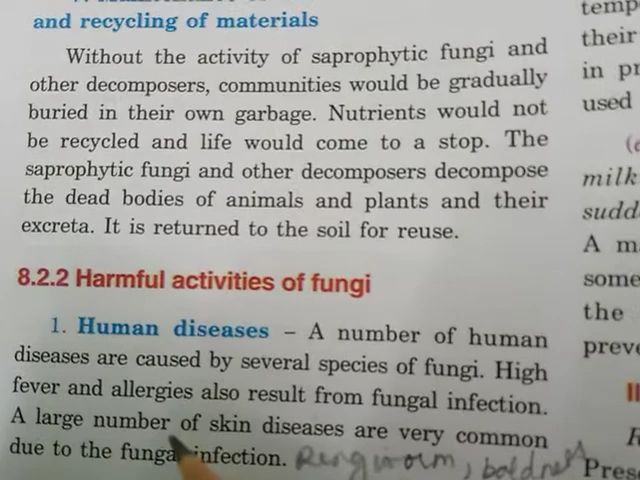 and recycling of materials
Without the activity of saprophytic fungi and
other decomposers, communities would be gradually
buried in their own garbage. Nutrients would not
be recycled and life would come to a stop. The
saprophytic fungi and other decomposers decompose
the dead bodies of animals and plants and their
excreta. It is returned to the soil for reuse.
8.2.2 Harmful activities of fungi
1. Human diseases – A number of human
diseases are caused by several species of fungi. High
fever and allergies also result from fungal infection.
A large number of skin diseases are very common
due to the fungal infection. Ringworm, baldness
temp
their
in pr
used
milk
sudd
A m
some
the
preve
II
R
Pres